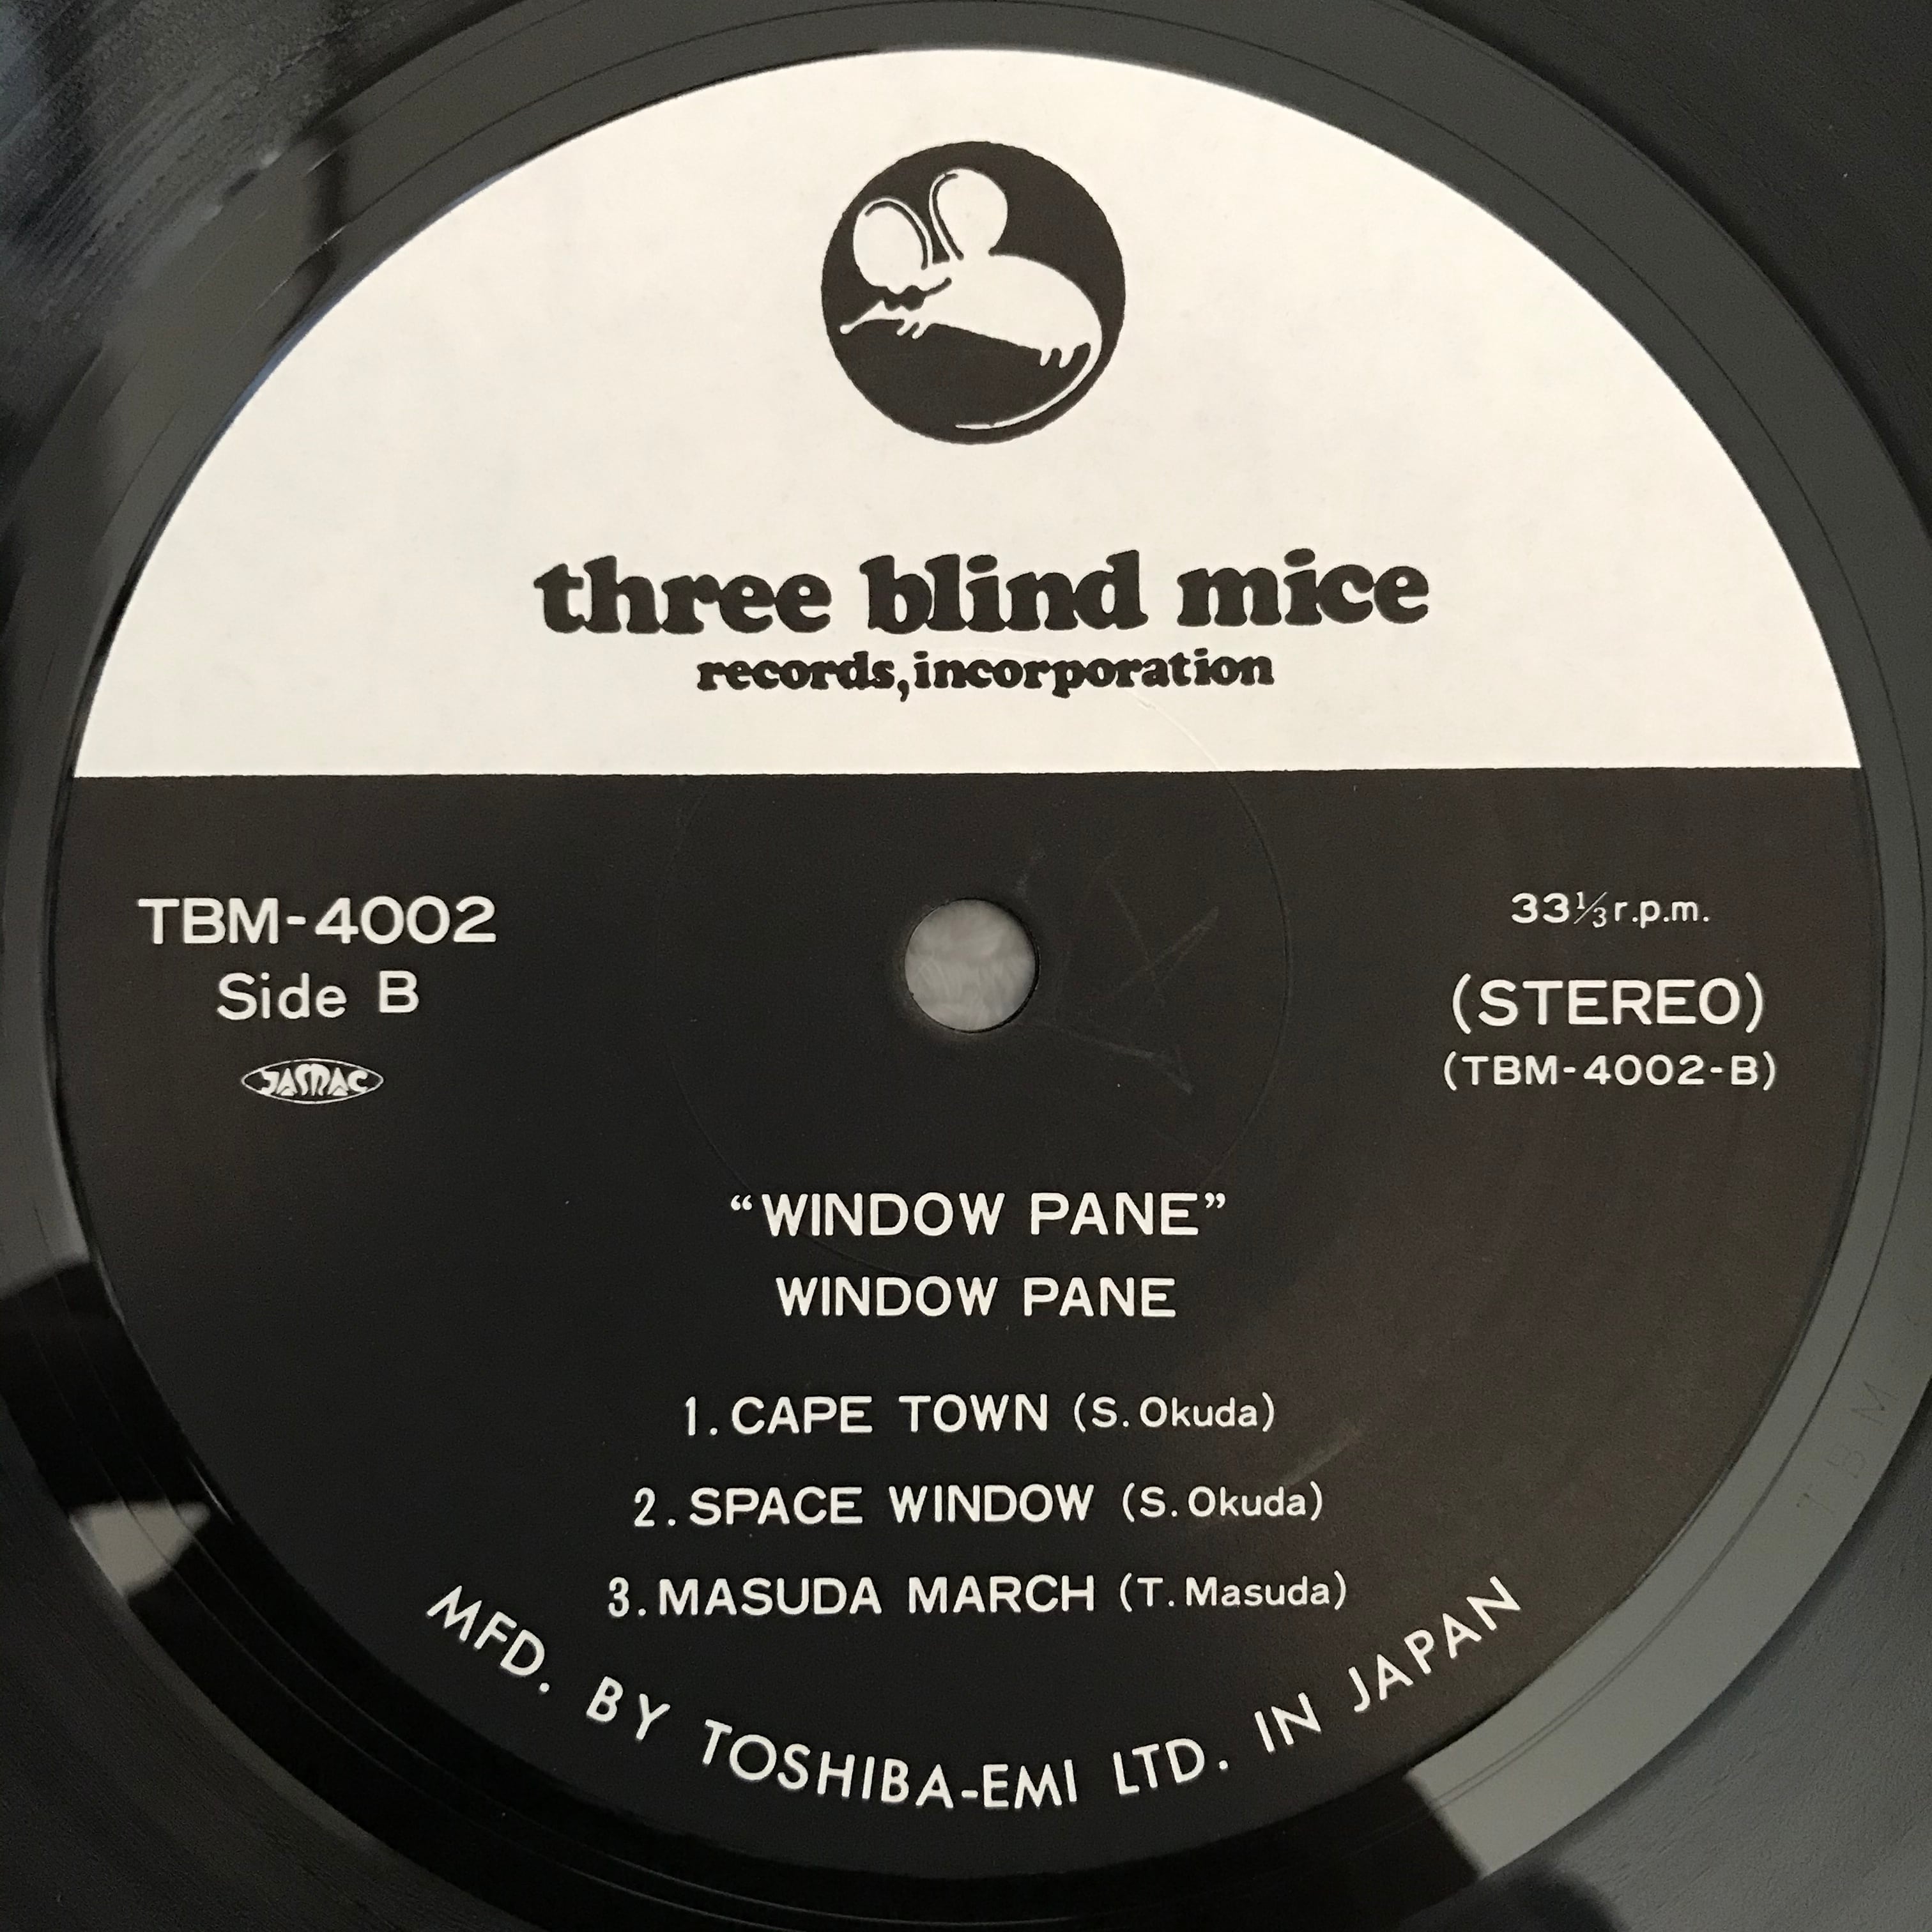 three blind mice
records, incorporation
TBM-4002
Side B
JASRAC
33⅓ r.p.m.
(STEREO)
(TBM-4002-B)
“WINDOW PANE”
WINDOW PANE
1. CAPE TOWN (S. Okuda)
2. SPACE WINDOW (S. Okuda)
3. MASUDA MARCH (T. Masuda)
MFD. BY TOSHIBA-EMI LTD. IN JAPAN
TBM